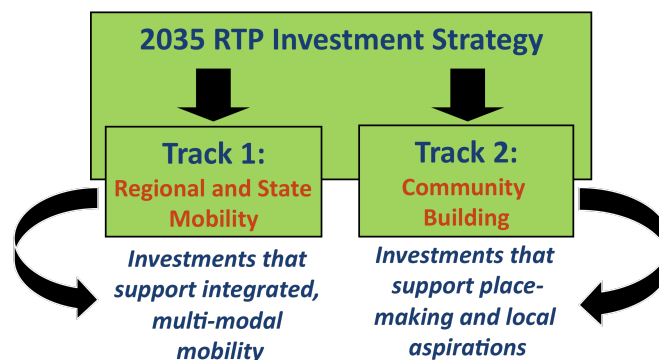 2035 RTP Investment Strategy
Track 1:
Regional and State
Mobility
Investments that
support integrated,
multi-modal
mobility
Track 2:
Community
Building
Investments that
support place-
making and local
aspirations